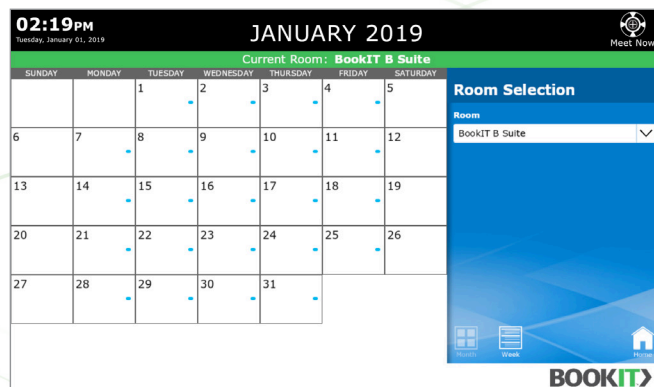 02:19PM
Tuesday, January 01, 2019
JANUARY 2019
Meet Now
Current Room: BookIT B Suite
SUNDAY MONDAY TUESDAY WEDNESDAY THURSDAY FRIDAY SATURDAY
1 2 3 4 5
6 7 8 9 10 11 12
13 14 15 16 17 18 19
20 21 22 23 24 25 26
27 28 29 30 31
Room Selection
Room
BookIT B Suite
Month Week Home
BOOKIT